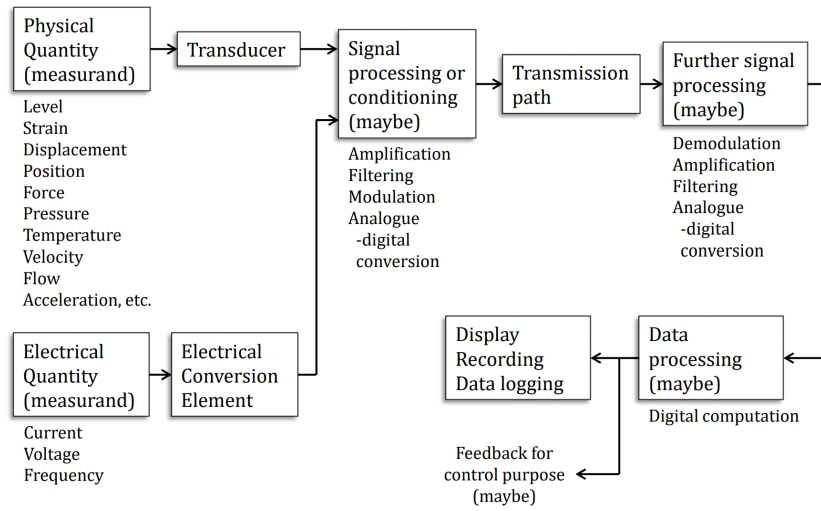 Physical
Quantity
(measurand)
Level
Strain
Displacement
Position
Force
Pressure
Temperature
Velocity
Flow
Acceleration, etc.
Transducer
Signal
processing or
conditioning
(maybe)
Amplification
Filtering
Modulation
Analogue
-digital
conversion
Transmission
path
Further signal
processing
(maybe)
Demodulation
Amplification
Filtering
Analogue
-digital
conversion
Electrical
Quantity
(measurand)
Current
Voltage
Frequency
Electrical
Conversion
Element
Display
Recording
Data logging
Data
processing
(maybe)
Digital computation
Feedback for
control purpose
(maybe)